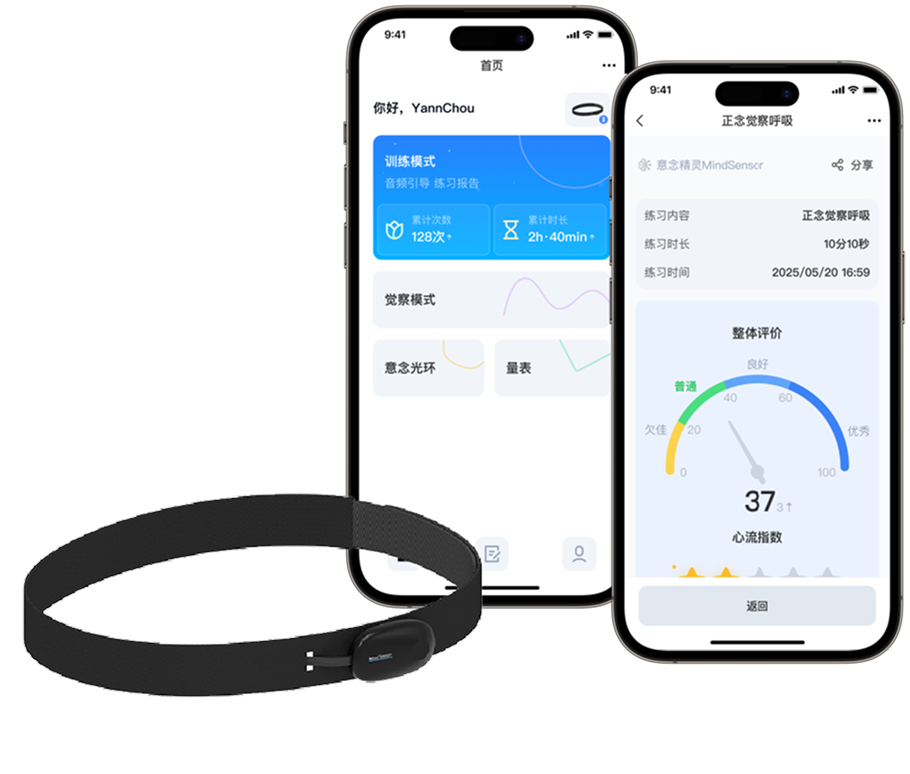 9:41
首页
你好，YannChou
训练模式
音频引导 练习报告
累计次数
128次↑
累计时长
2h·40min↑
觉察模式
意念光环
量表
9:41
正念觉察呼吸
意念精灵MindSensor
分享
练习内容
正念觉察呼吸
练习时长
10分10秒
练习时间
2025/05/20 16:59
整体评价
良好
普通
40
60
欠佳
20
优秀
0
100
37
3↑
心流指数
返回
MindSensor